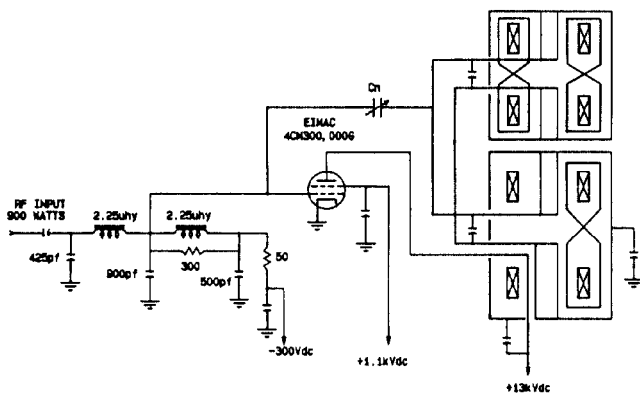 Cn
EIMAC
4CM300,000G
RF INPUT
900 WATTS
2.25uhy
2.25uhy
425pf
900pf
300
500pf
50
-300Vdc
+1.1kVdc
+13kVdc